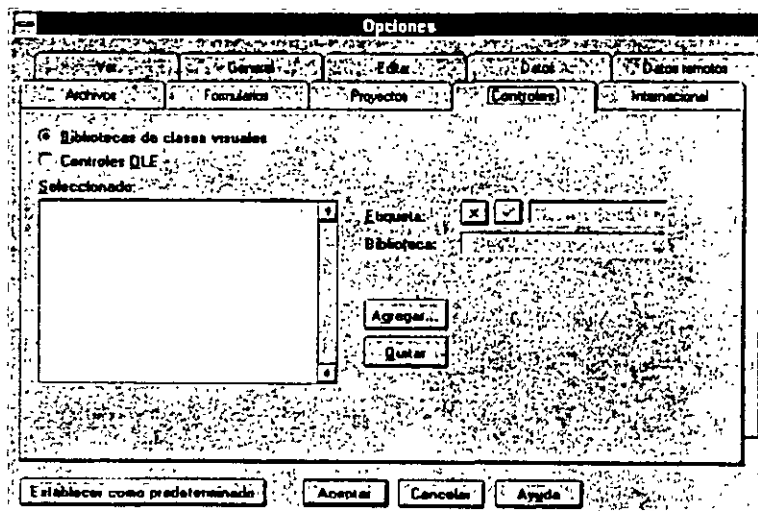 Opciones
Ver General Editar Datos Datos remotos
Archivos Formularios Proyectos Controles Internacional
Bibliotecas de clases visuales
Controles OLE
Seleccionado:
Etiqueta:
Biblioteca:
Agregar...
Quitar
Establecer como predeterminado Aceptar Cancelar Ayuda